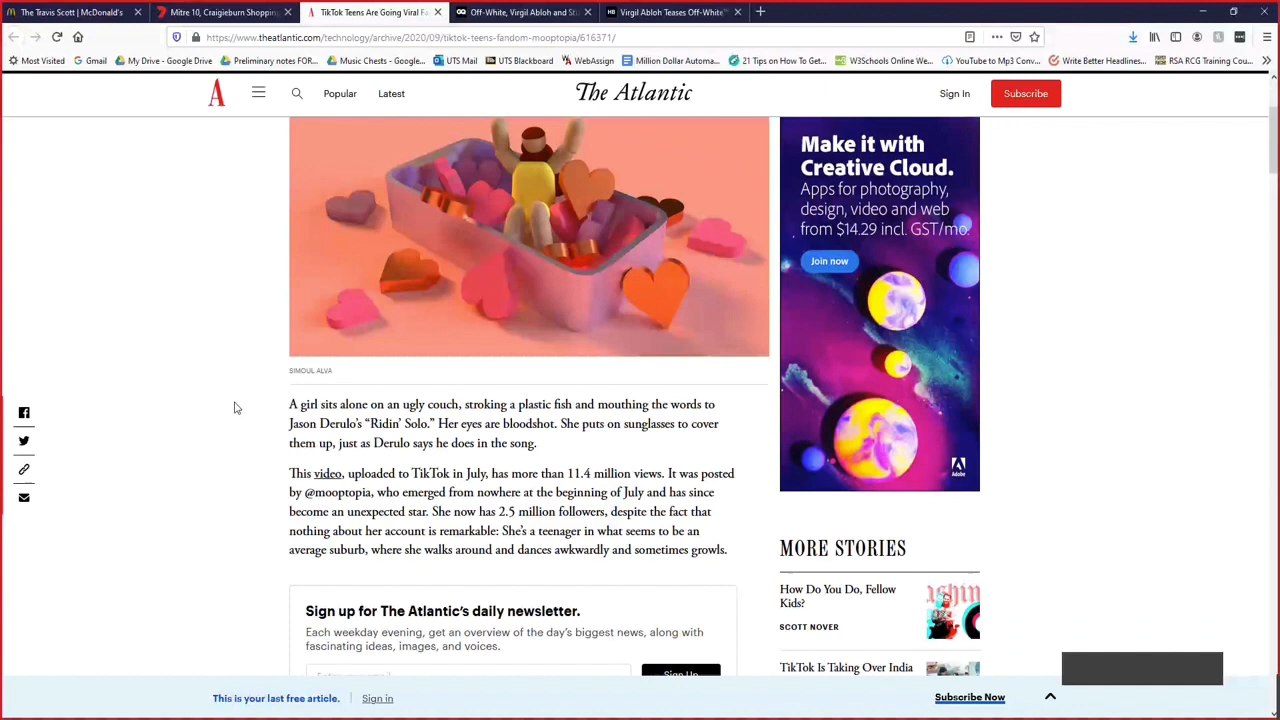 The Travis Scott | McDonald's
Mitre 10, Craigieburn Shopping
TikTok Teens Are Going Viral Fa
Off-White, Virgil Abloh and Stü
Virgil Abloh Teases Off-White™
https://www.theatlantic.com/technology/archive/2020/09/tiktok-teens-fandom-mooptopia/616371/
Most Visited
Gmail
My Drive - Google Drive
Preliminary notes FOR...
Music Chests - Google...
UTS Mail
UTS Blackboard
WebAssign
Million Dollar Automa...
21 Tips on How To Get...
W3Schools Online We...
YouTube to Mp3 Conv...
Write Better Headlines...
RSA RCG Training Cou...
A
Popular
Latest
The Atlantic
Sign In
Subscribe
Make it with
Creative Cloud.
Apps for photography,
design, video and web
from $14.29 incl. GST/mo.
Join now
Adobe
SIMOUL ALVA
A girl sits alone on an ugly couch, stroking a plastic fish and mouthing the words to
Jason Derulo's “Ridin' Solo.” Her eyes are bloodshot. She puts on sunglasses to cover
them up, just as Derulo says he does in the song.
This video, uploaded to TikTok in July, has more than 11.4 million views. It was posted
by @mooptopia, who emerged from nowhere at the beginning of July and has since
become an unexpected star. She now has 2.5 million followers, despite the fact that
nothing about her account is remarkable: She's a teenager in what seems to be an
average suburb, where she walks around and dances awkwardly and sometimes growls.
MORE STORIES
How Do You Do, Fellow
Kids?
SCOTT NOVER
TikTok Is Taking Over India
Sign up for The Atlantic's daily newsletter.
Each weekday evening, get an overview of the day's biggest news, along with
fascinating ideas, images, and voices.
Sign Up
This is your last free article.
Sign in
Subscribe Now